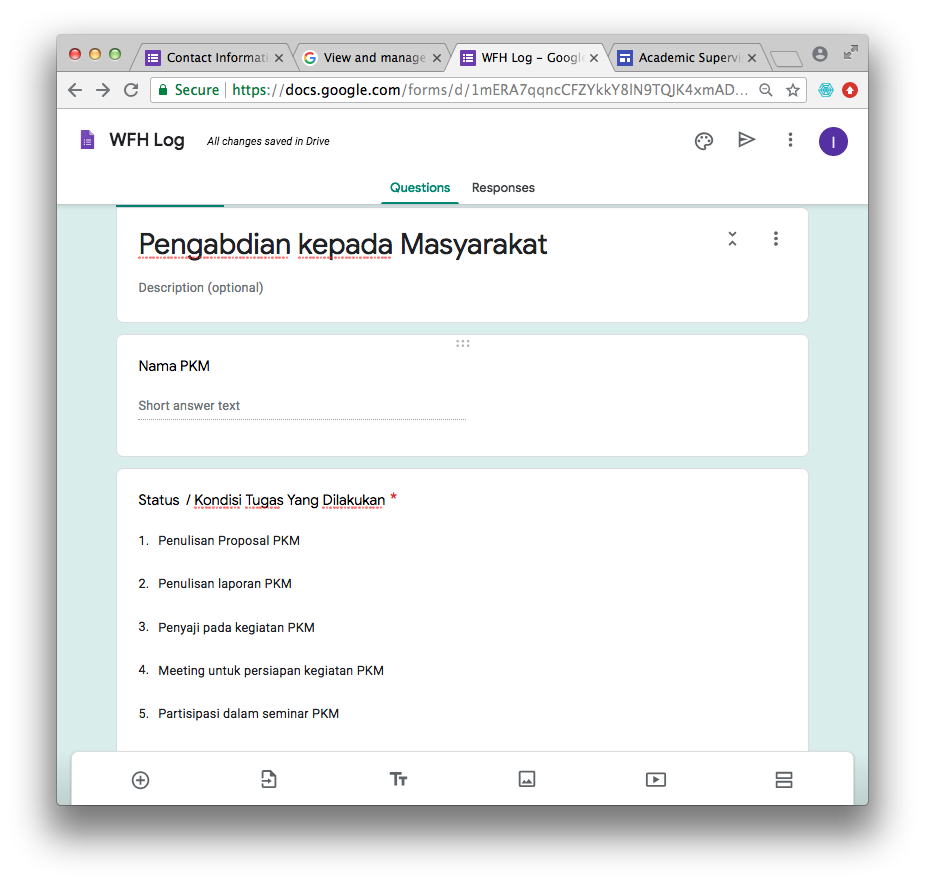 Contact Informati
View and manage
WFH Log – Google
Academic Supervi
Secure
https://docs.google.com/forms/d/1mERA7qqncCFZYkkY8lN9TQJK4xmAD...
WFH Log
All changes saved in Drive
I
Questions
Responses
Pengabdian kepada Masyarakat
Description (optional)
Nama PKM
Short answer text
Status / Kondisi Tugas Yang Dilakukan *
1. Penulisan Proposal PKM
2. Penulisan laporan PKM
3. Penyaji pada kegiatan PKM
4. Meeting untuk persiapan kegiatan PKM
5. Partisipasi dalam seminar PKM